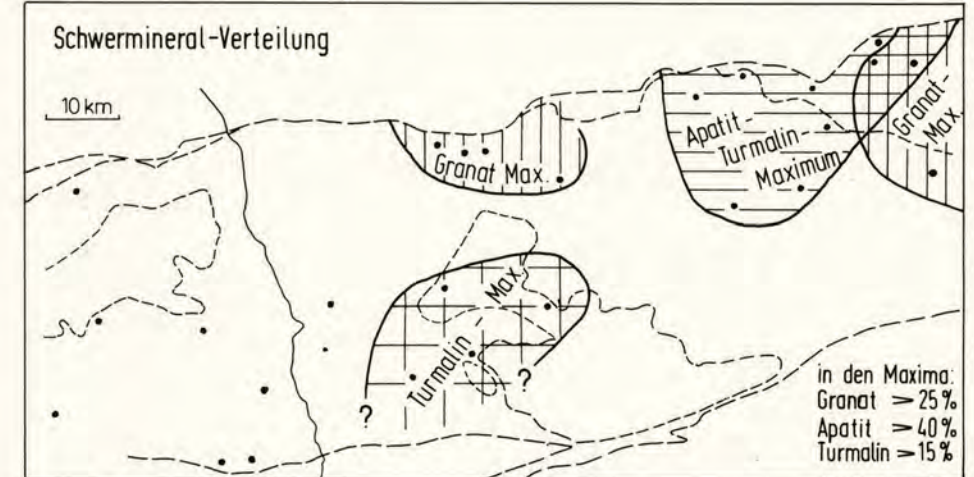 Schwermineral-Verteilung
10 km
Granat Max.
Apatit-
Turmalin
Maximum
Granat-
Max.
Turmalin-Max.
?
?
in den Maxima:
Granat > 25%
Apatit > 40%
Turmalin > 15%